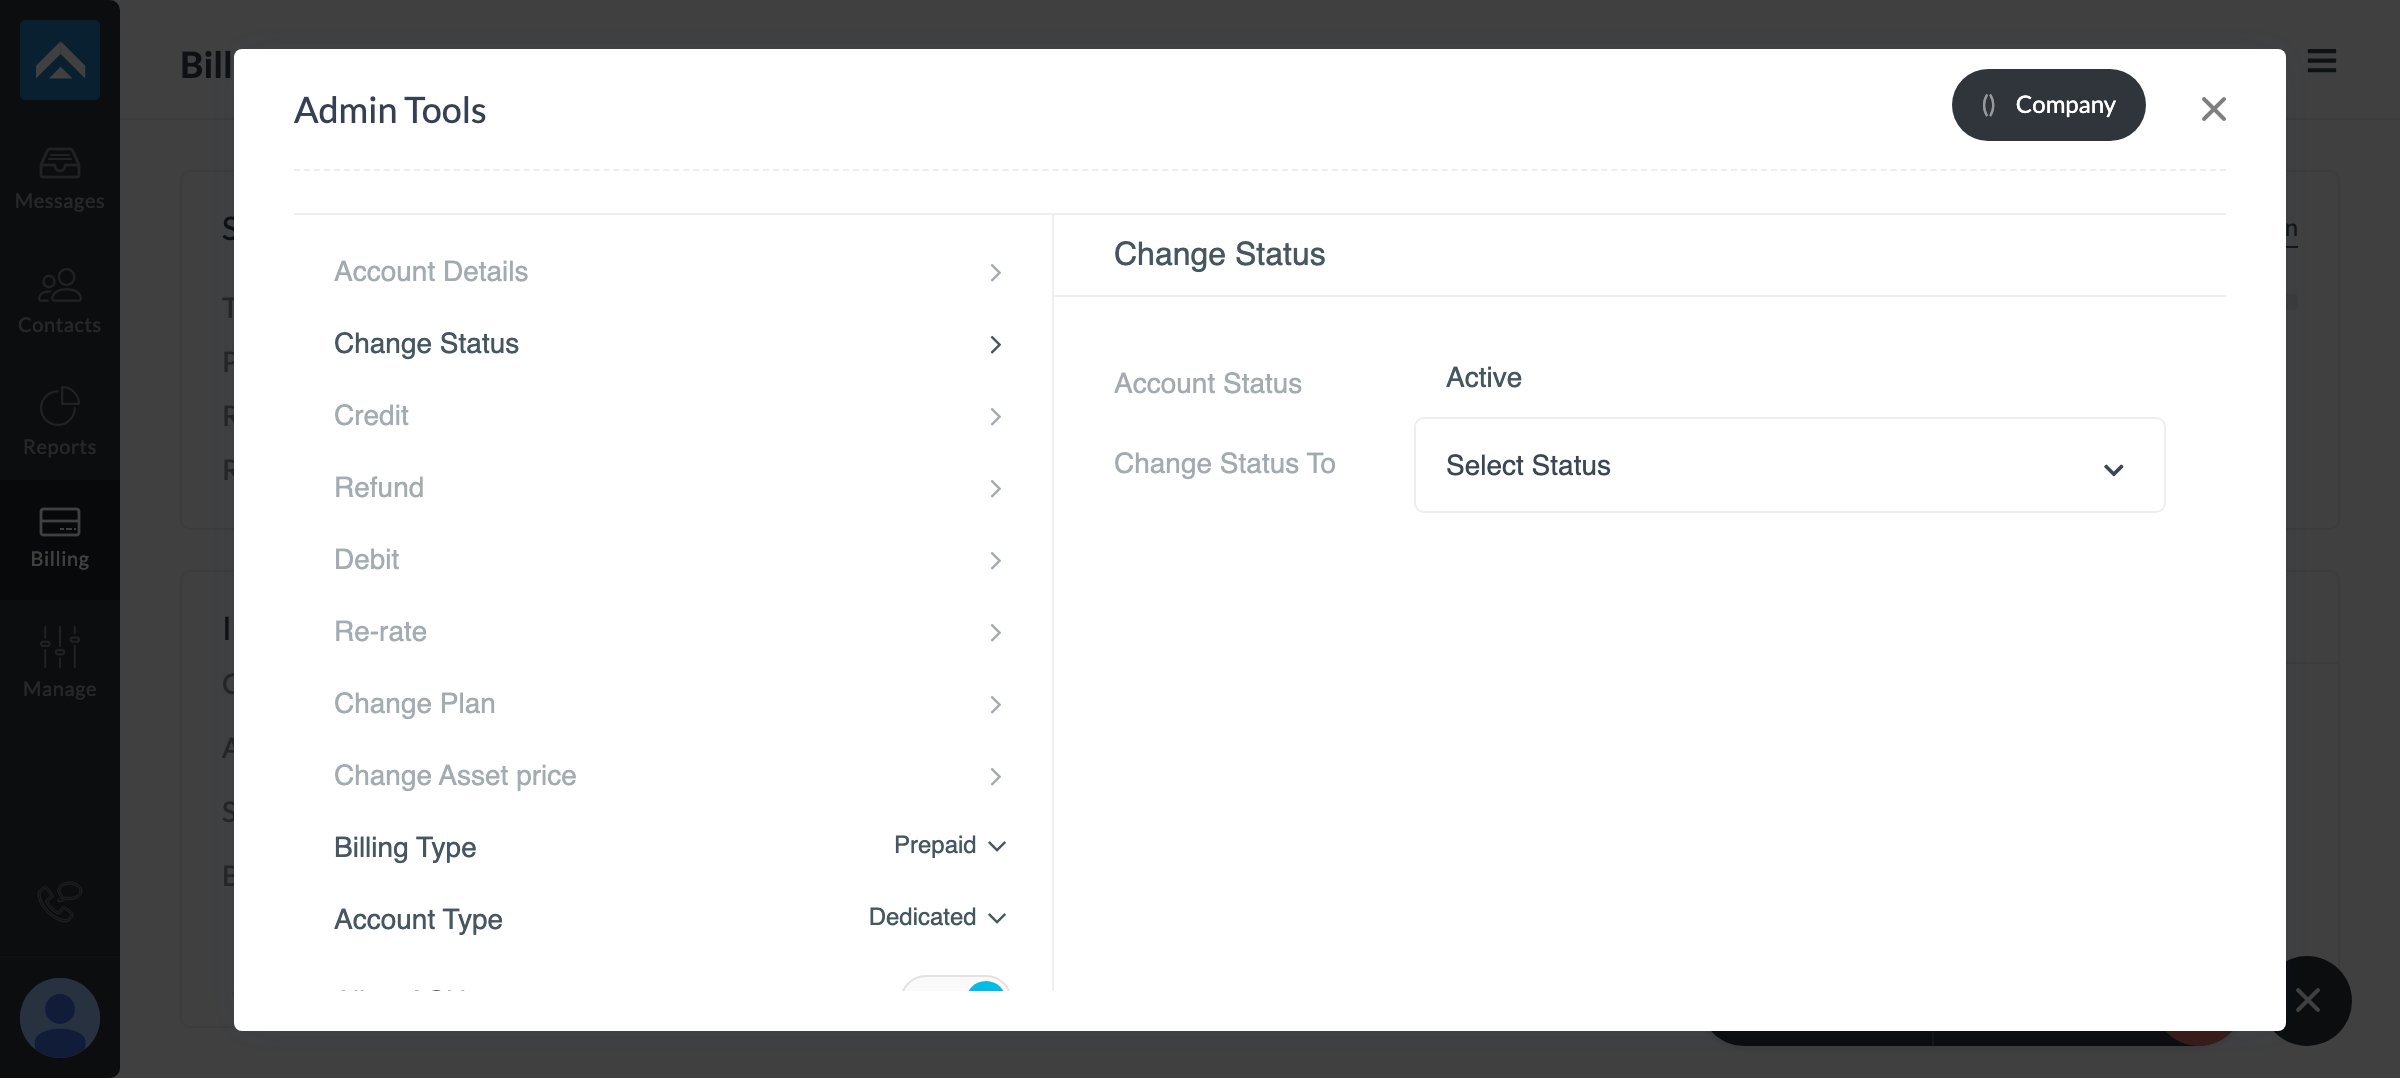 Messages
Contacts
Reports
Billing
Manage
Bill
Admin Tools
() Company
Account Details
Change Status
Credit
Refund
Debit
Re-rate
Change Plan
Change Asset price
Billing Type
Prepaid
Account Type
Dedicated
Change Status
Account Status
Active
Change Status To
Select Status